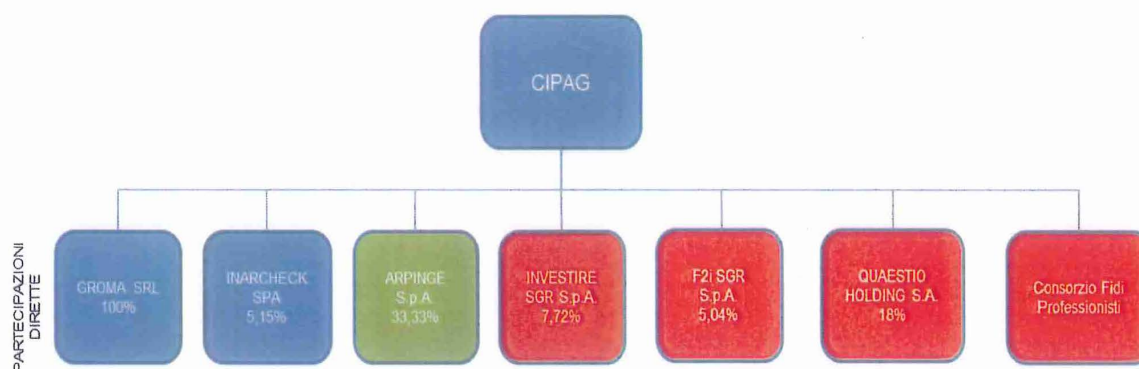 CIPAG
PARTECIPAZIONI
DIRETTE
GROMA SRL
100%
INARCHECK
SPA
5,15%
ARPINGE
S.p.A.
33,33%
INVESTIRE
SGR S.p.A.
7,72%
F2i SGR
S.p.A.
5,04%
QUAESTIO
HOLDING S.A.
18%
Consorzio Fidi
Professionisti